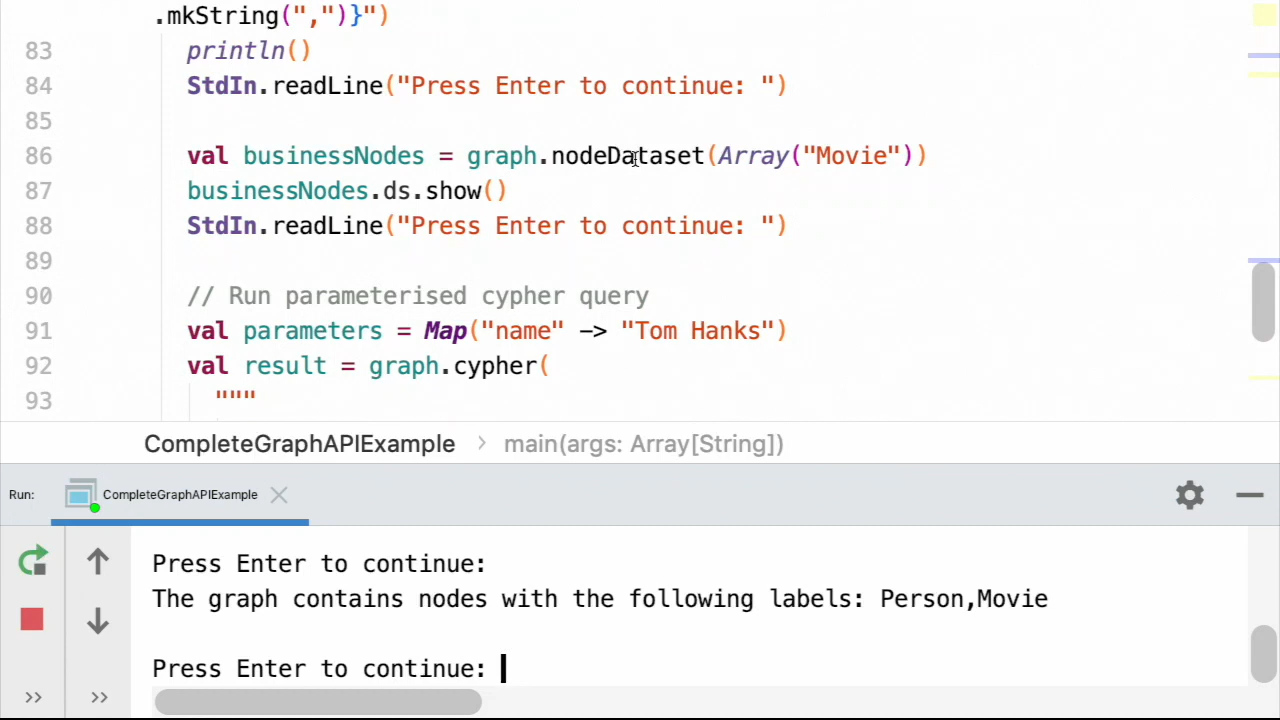 .mkString(",")}")
83 println()
84 StdIn.readLine("Press Enter to continue: ")
85
86 val businessNodes = graph.nodeDataset(Array("Movie"))
87 businessNodes.ds.show()
88 StdIn.readLine("Press Enter to continue: ")
89
90 // Run parameterised cypher query
91 val parameters = Map("name" -> "Tom Hanks")
92 val result = graph.cypher(
93 """
CompleteGraphAPIExample > main(args: Array[String])
Run: CompleteGraphAPIExample
Press Enter to continue:
The graph contains nodes with the following labels: Person,Movie
Press Enter to continue: